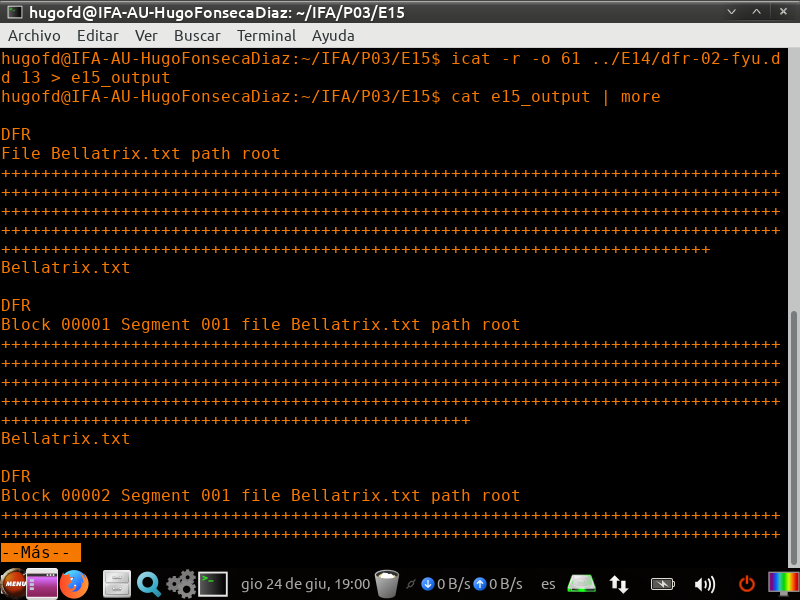 hugofd@IFA-AU-HugoFonsecaDiaz: ~/IFA/P03/E15
Archivo Editar Ver Buscar Terminal Ayuda
hugofd@IFA-AU-HugoFonsecaDiaz:~/IFA/P03/E15$ icat -r -o 61 ../E14/dfr-02-fyu.d
d 13 > e15_output
hugofd@IFA-AU-HugoFonsecaDiaz:~/IFA/P03/E15$ cat e15_output | more
DFR
File Bellatrix.txt path root
++++++++++++++++++++++++++++++++++++++++++++++++++++++++++++++++++++++++++++++
++++++++++++++++++++++++++++++++++++++++++++++++++++++++++++++++++++++++++++++
++++++++++++++++++++++++++++++++++++++++++++++++++++++++++++++++++++++++++++++
++++++++++++++++++++++++++++++++++++++++++++++++++++++++++++++++++++++++++++++
+++++++++++++++++++++++++++++++++++++++++++++++++++++++++++++++++++++++
Bellatrix.txt
DFR
Block 00001 Segment 001 file Bellatrix.txt path root
++++++++++++++++++++++++++++++++++++++++++++++++++++++++++++++++++++++++++++++
++++++++++++++++++++++++++++++++++++++++++++++++++++++++++++++++++++++++++++++
++++++++++++++++++++++++++++++++++++++++++++++++++++++++++++++++++++++++++++++
++++++++++++++++++++++++++++++++++++++++++++++++++++++++++++++++++++++++++++++
+++++++++++++++++++++++++++++++++++++++++++++++
Bellatrix.txt
DFR
Block 00002 Segment 001 file Bellatrix.txt path root
++++++++++++++++++++++++++++++++++++++++++++++++++++++++++++++++++++++++++++++
++++++++++++++++++++++++++++++++++++++++++++++++++++++++++++++++++++++++++++++
--Más--
MENU gio 24 de giu, 19:00 0 B/s 0 B/s es